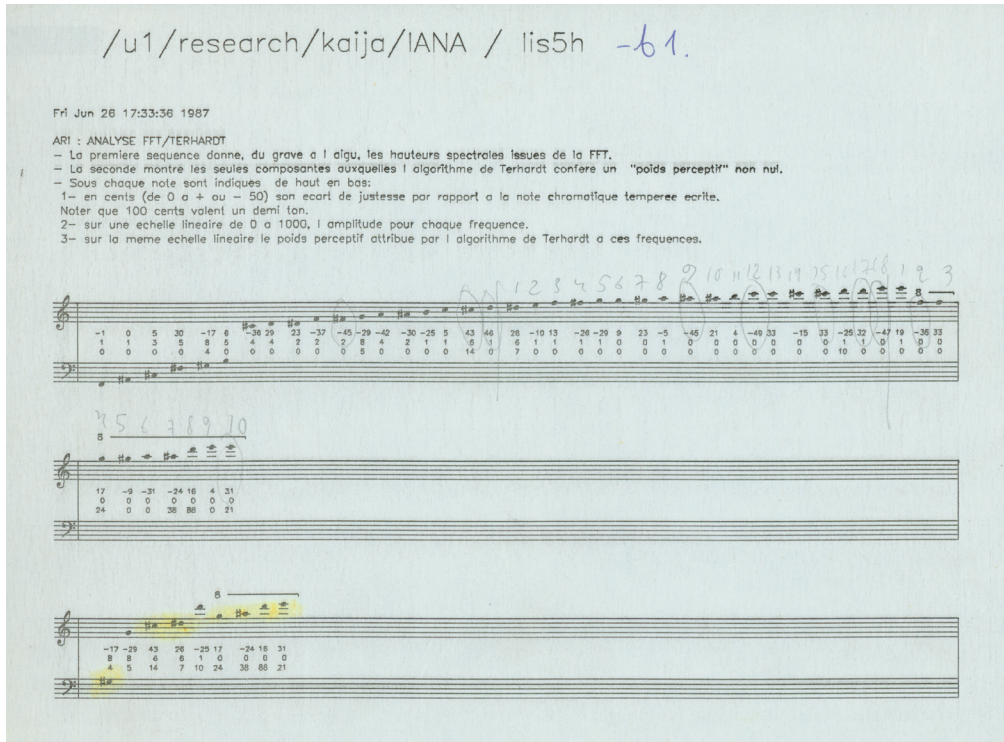 /u1/research/kaija/IANA / lis5h -b1.
Fri Jun 26 17:33:36 1987
AR1 : ANALYSE FFT/TERHARDT
- La premiere sequence donne, du grave a l aigu, les hauteurs spectrales issues de la FFT.
- La seconde montre les seules composantes auxquelles l algorithme de Terhardt confere un "poids perceptif" non nul.
- Sous chaque note sont indiques de haut en bas:
1- en cents (de 0 a + ou - 50) son ecart de justesse par rapport a la note chromatique temperee ecrite.
Noter que 100 cents valent un demi ton.
2- sur une echelle lineaire de 0 a 1000, l amplitude pour chaque frequence.
3- sur la meme echelle lineaire le poids perceptif attribue par l algorithme de Terhardt a ces frequences.
1 2 3 4 5 6 7 8 9 10 11 12 13 14 15 16 17 18 1 2 3
8
-1 0 5 30 -17 6 -36 29 23 -37 -45 -29 -42 -30 -25 5 43 46 26 -10 13 -26 -29 9 23 -5 -45 21 4 -49 33 -15 33 -25 32 -47 19 -36 33
4 5 6 7 8 9 10
8
17 -9 -31 -24 16 4 31
0 0 0 0 0 0 0
24 0 0 38 88 0 21
8
-17 -29 43 26 -25 17 -24 16 31
8 8 6 6 1 0 0 0 0
4 5 14 7 10 24 38 88 21